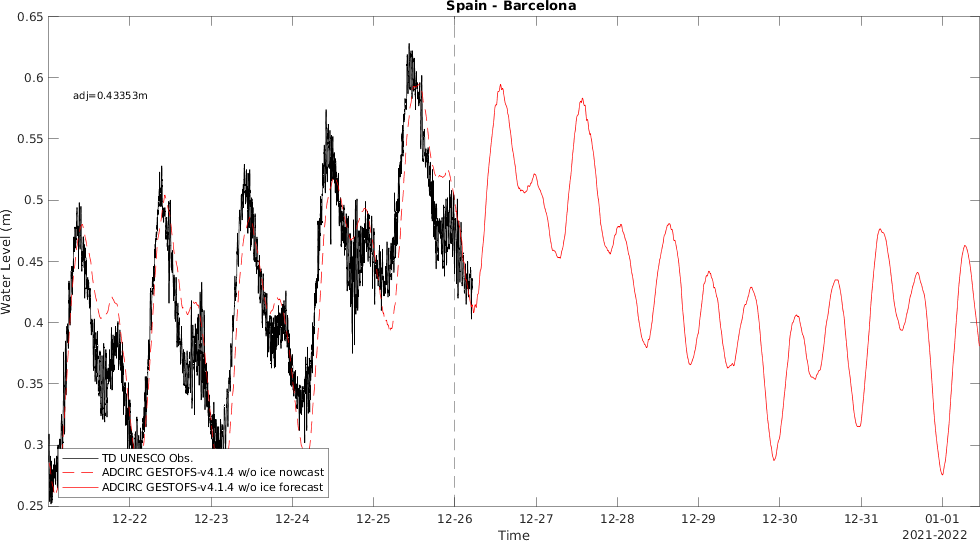 Spain - Barcelona
0.65
0.6
0.55
0.5
0.45
0.4
0.35
0.3
0.25
Water Level (m)
adj=0.43353m
TD UNESCO Obs.
ADCIRC GESTOFS-v4.1.4 w/o ice nowcast
ADCIRC GESTOFS-v4.1.4 w/o ice forecast
12-22 12-23 12-24 12-25 12-26 12-27 12-28 12-29 12-30 12-31 01-01
Time
2021-2022